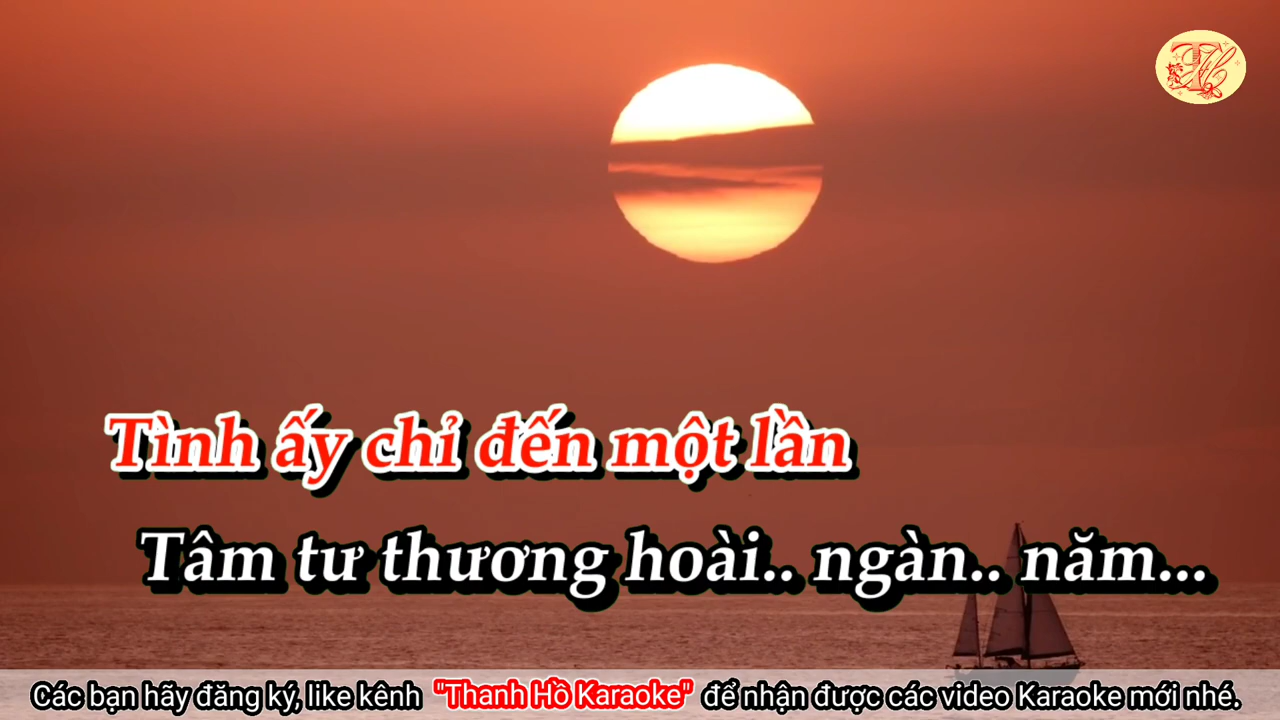 Tình ấy chỉ đến một lần
Tâm tư thương hoài.. ngàn.. năm...
Các bạn hãy đăng ký, like kênh "Thanh Hồ Karaoke" để nhận được các video Karaoke mới nhé.